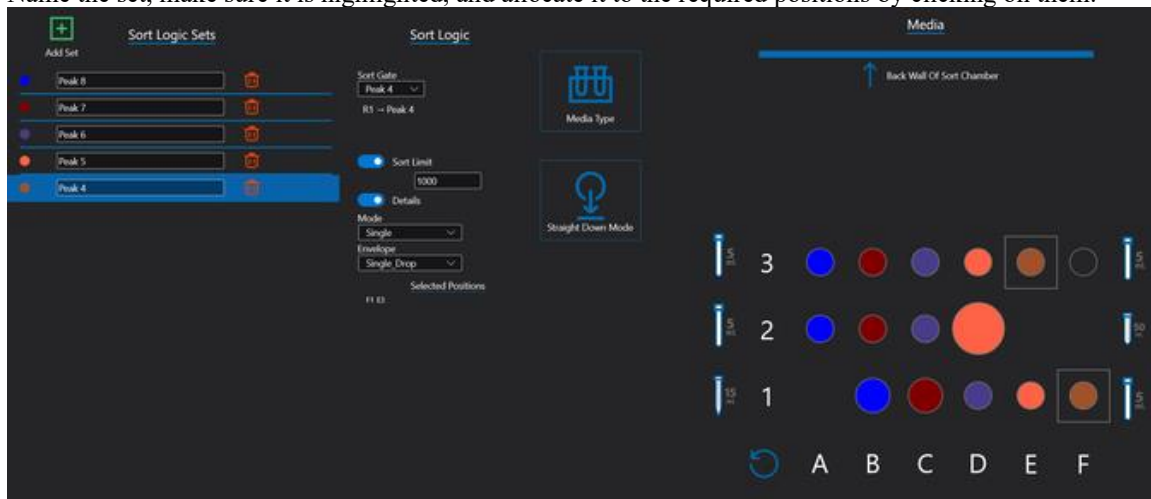 Name the set, make sure it is highlighted, and allocate it to the required positions by clicking on them.
Add Set
Sort Logic Sets
Peak 8
Peak 7
Peak 6
Peak 5
Peak 4
Sort Logic
Sort Gate
Peak 4
R1 → Peak 4
Sort Limit
1000
Details
Mode
Single
Envelope
Single_Drop
Selected Positions
F1 E3
Media Type
Straight Down Mode
Media
Back Wall Of Sort Chamber
3
2
1
A B C D E F